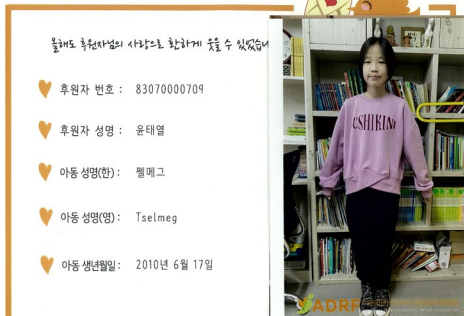 올해도 후원자님의 사랑으로 환하게 웃을 수 있었습니
후원자 번호 : 83070000709
후원자 성명 : 윤태열
아동 성명(한) : 쩰메그
아동 성명(영) : Tselmeg
아동 생년월일 : 2010년 6월 17일
USHIKINI
ADRF